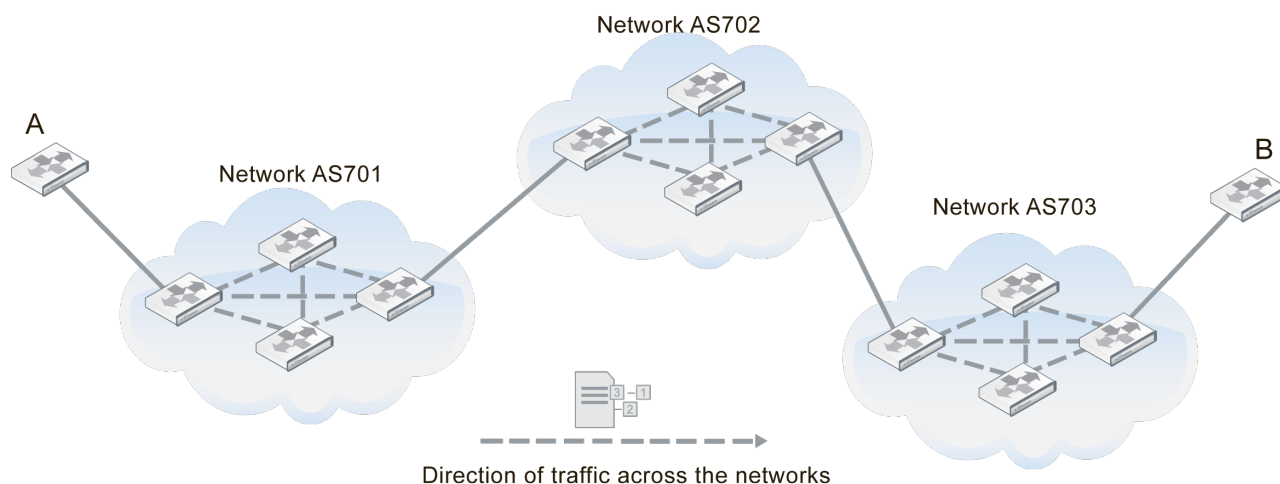 Network AS702
A
Network AS701
B
Network AS703
3
1
2
Direction of traffic across the networks